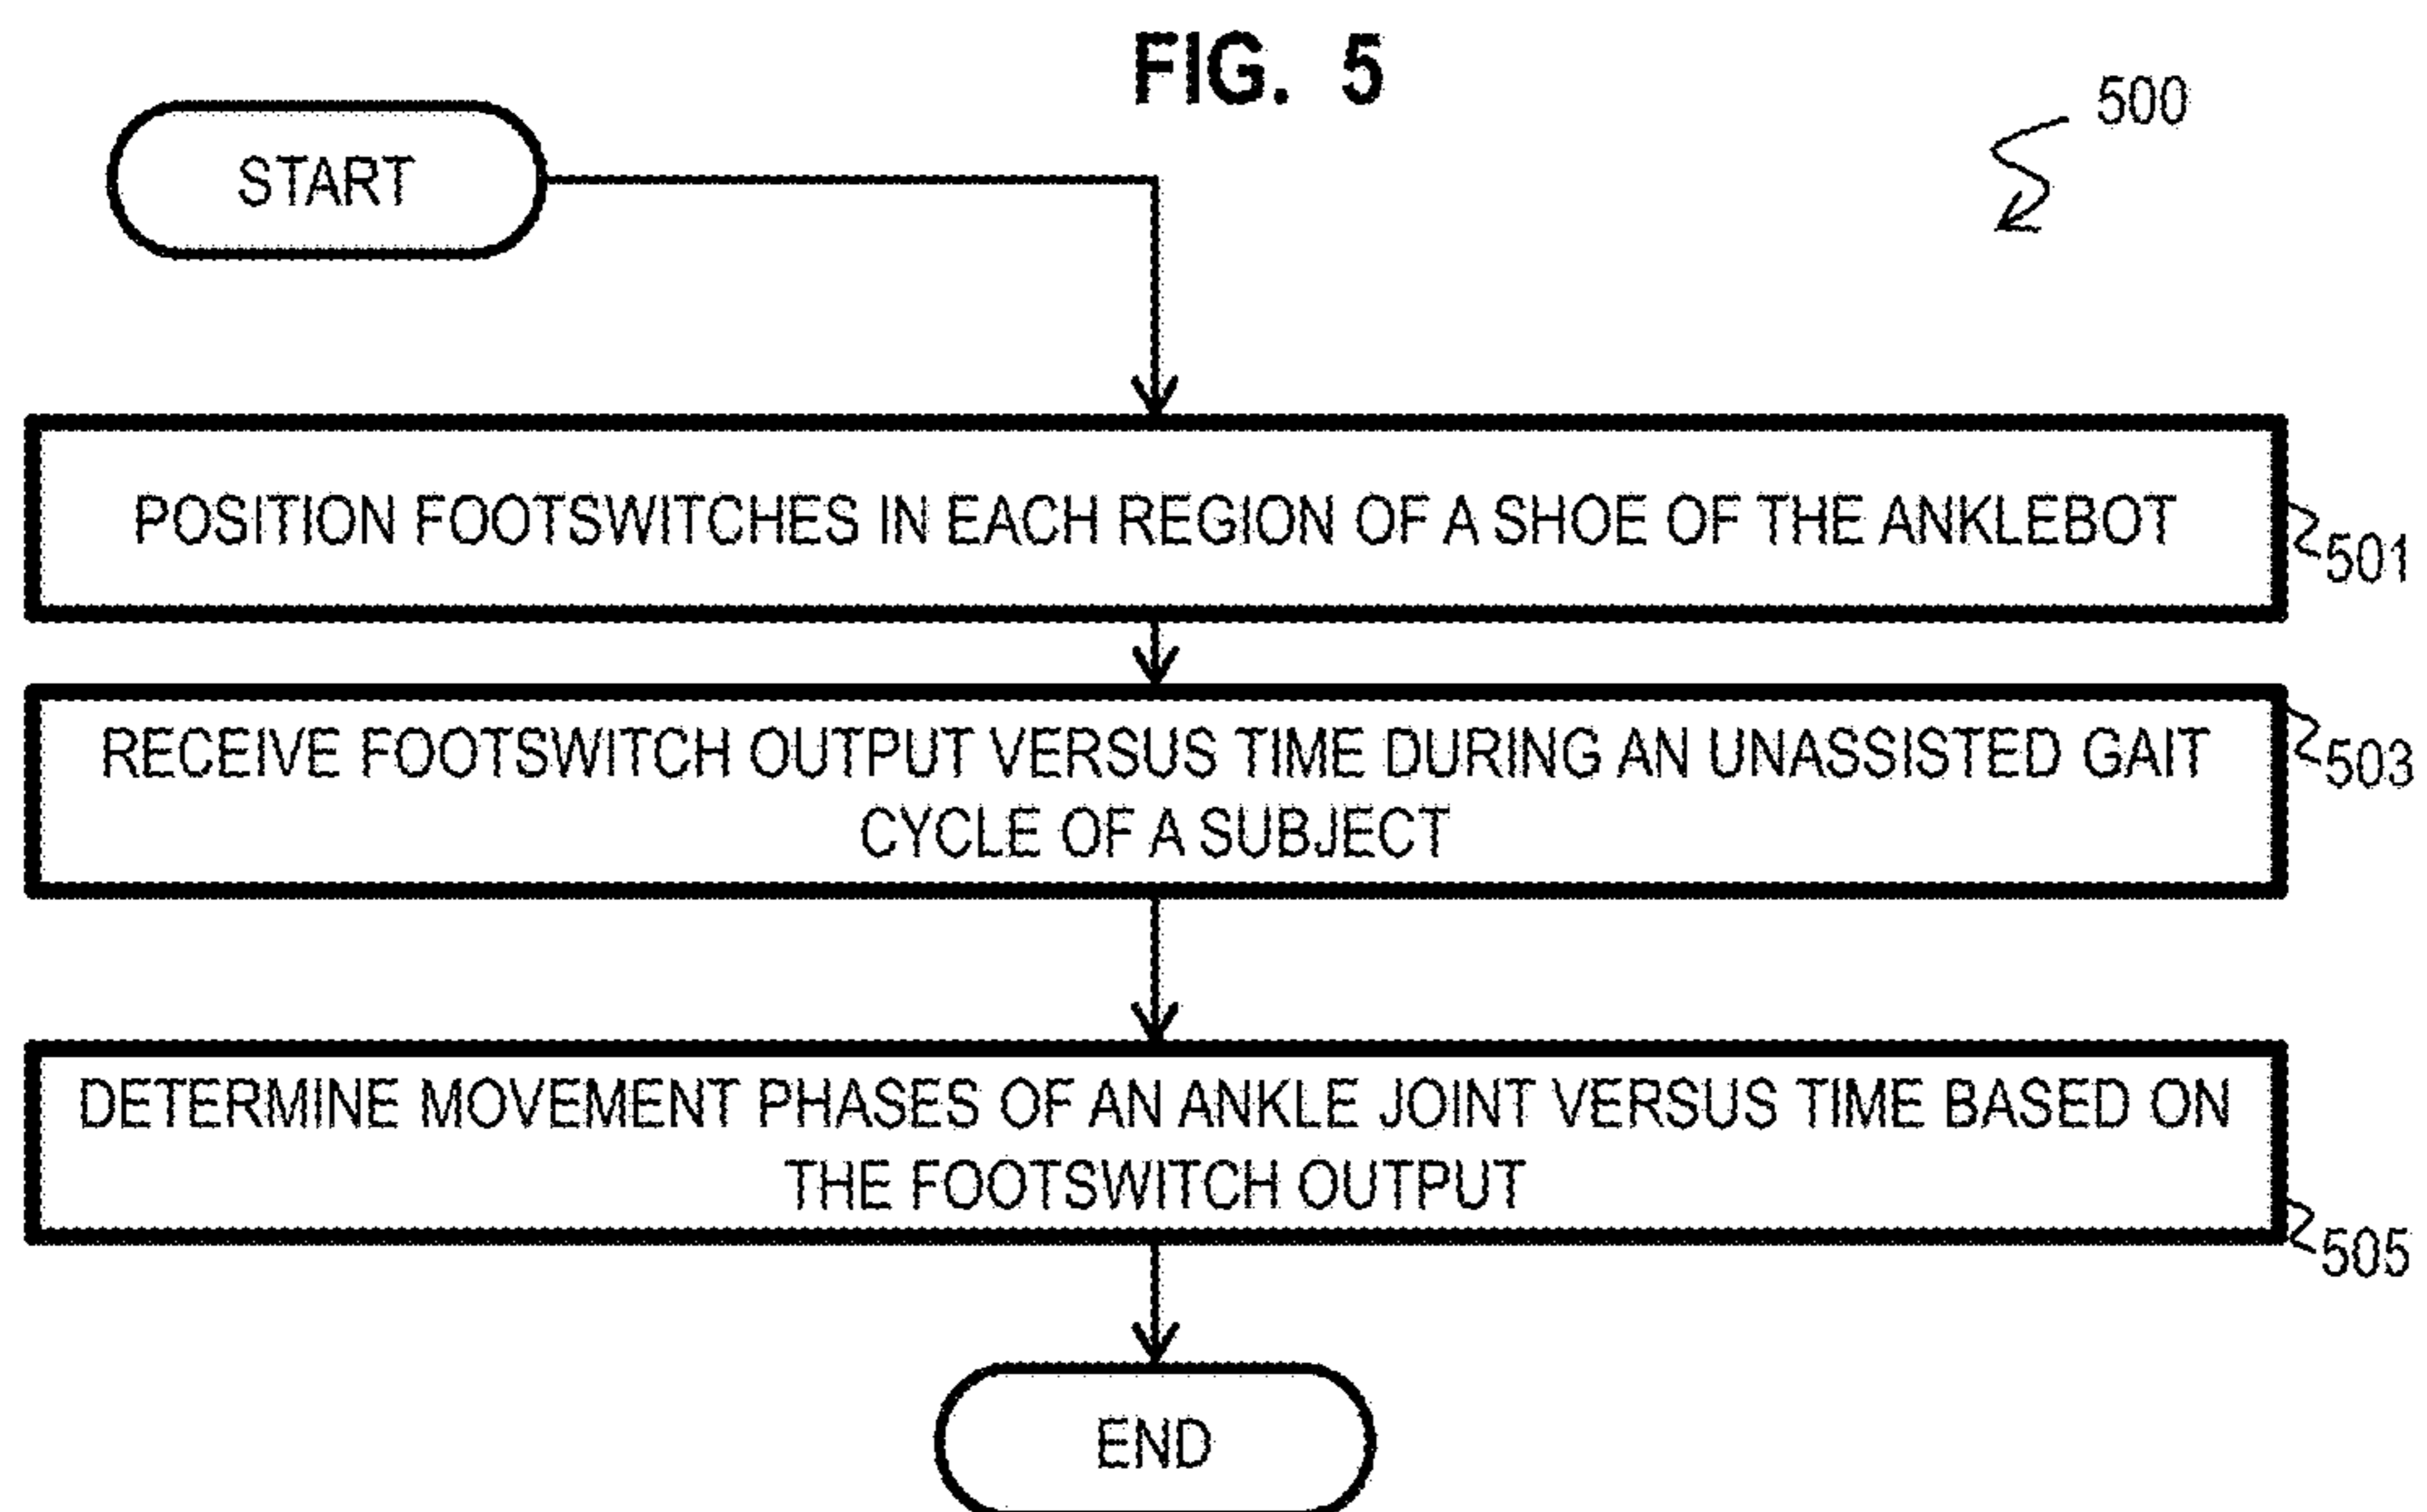 FIG. 5
500
START
POSITION FOOTSWITCHES IN EACH REGION OF A SHOE OF THE ANKLEBOT
501
RECEIVE FOOTSWITCH OUTPUT VERSUS TIME DURING AN UNASSISTED GAIT
CYCLE OF A SUBJECT
503
DETERMINE MOVEMENT PHASES OF AN ANKLE JOINT VERSUS TIME BASED ON
THE FOOTSWITCH OUTPUT
505
END